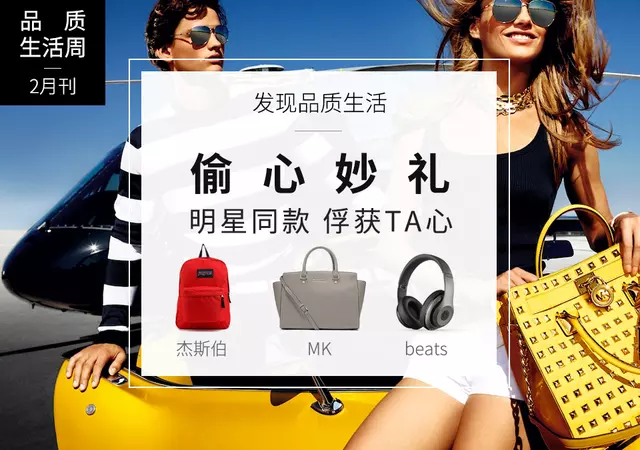 品 质
生活周
2月刊
发现品质生活
偷心妙礼
明星同款 俘获TA心
JANSPORT
杰斯伯
MK
beats